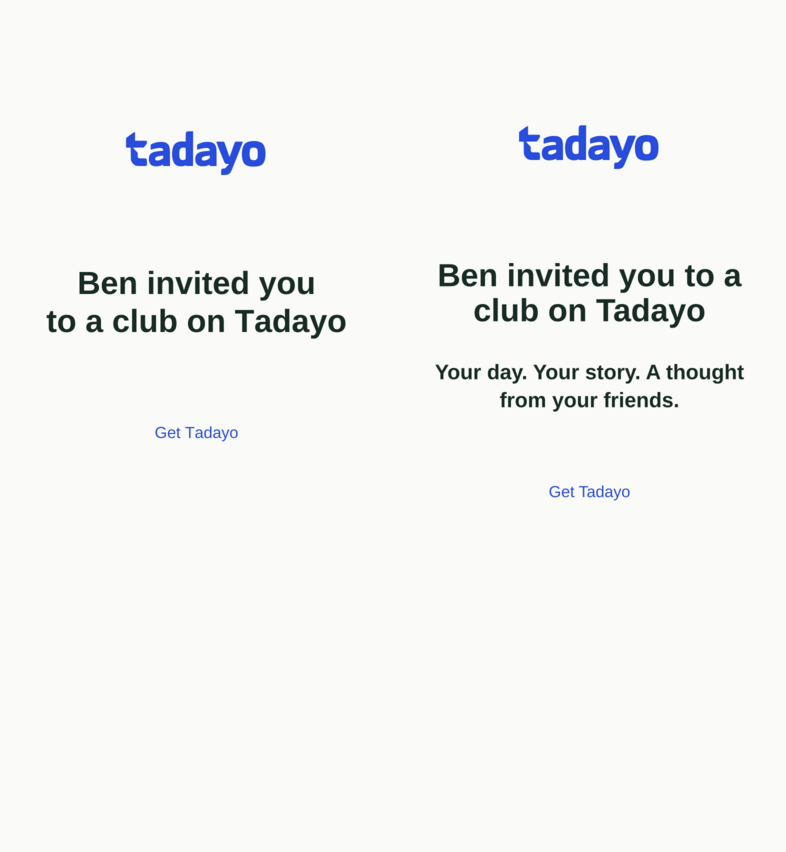 tadayo
Ben invited you
to a club on Tadayo
Get Tadayo
tadayo
Ben invited you to a
club on Tadayo
Your day. Your story. A thought
from your friends.
Get Tadayo